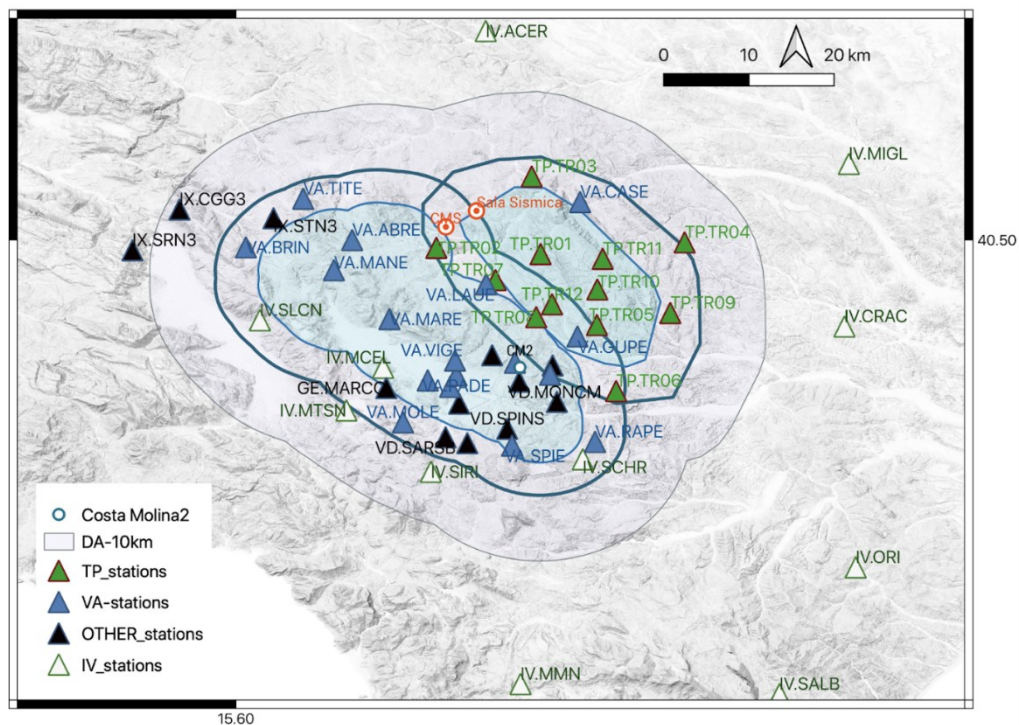 IV.ACER
0 10 20 km
IV.MIGL
TP.TR03
VA.TITE
VA.CASE
IX.CGG3
Sala Sismica
CMS
IX.STN3
VA.ABRE
TP.TR04
IX.SRN3
VA.BRIN
TP.TR02
TP.TR01
TP.TR11
40.50
VA.MANE
TP.TR07
TP.TR10
VA.LAUE
TP.TR12
TP.TR09
IV.SLCN
VA.MARE
TP.TR05
IV.CRAC
VA.GUPE
VA.VIGE
CM2
IV.MCEL
GE.MARCO
VA.PADE
VD.MONCM
TP.TR06
IV.MTSN
VA.MOLE
VD.SPINS
VA.RAPE
VD.SARSB
VA.SPIE
IV.SIRI
IV.SCHR
Costa Molina2
DA-10km
TP_stations
VA-stations
OTHER_stations
IV_stations
IV.ORI
IV.MMN
IV.SALB
15.60